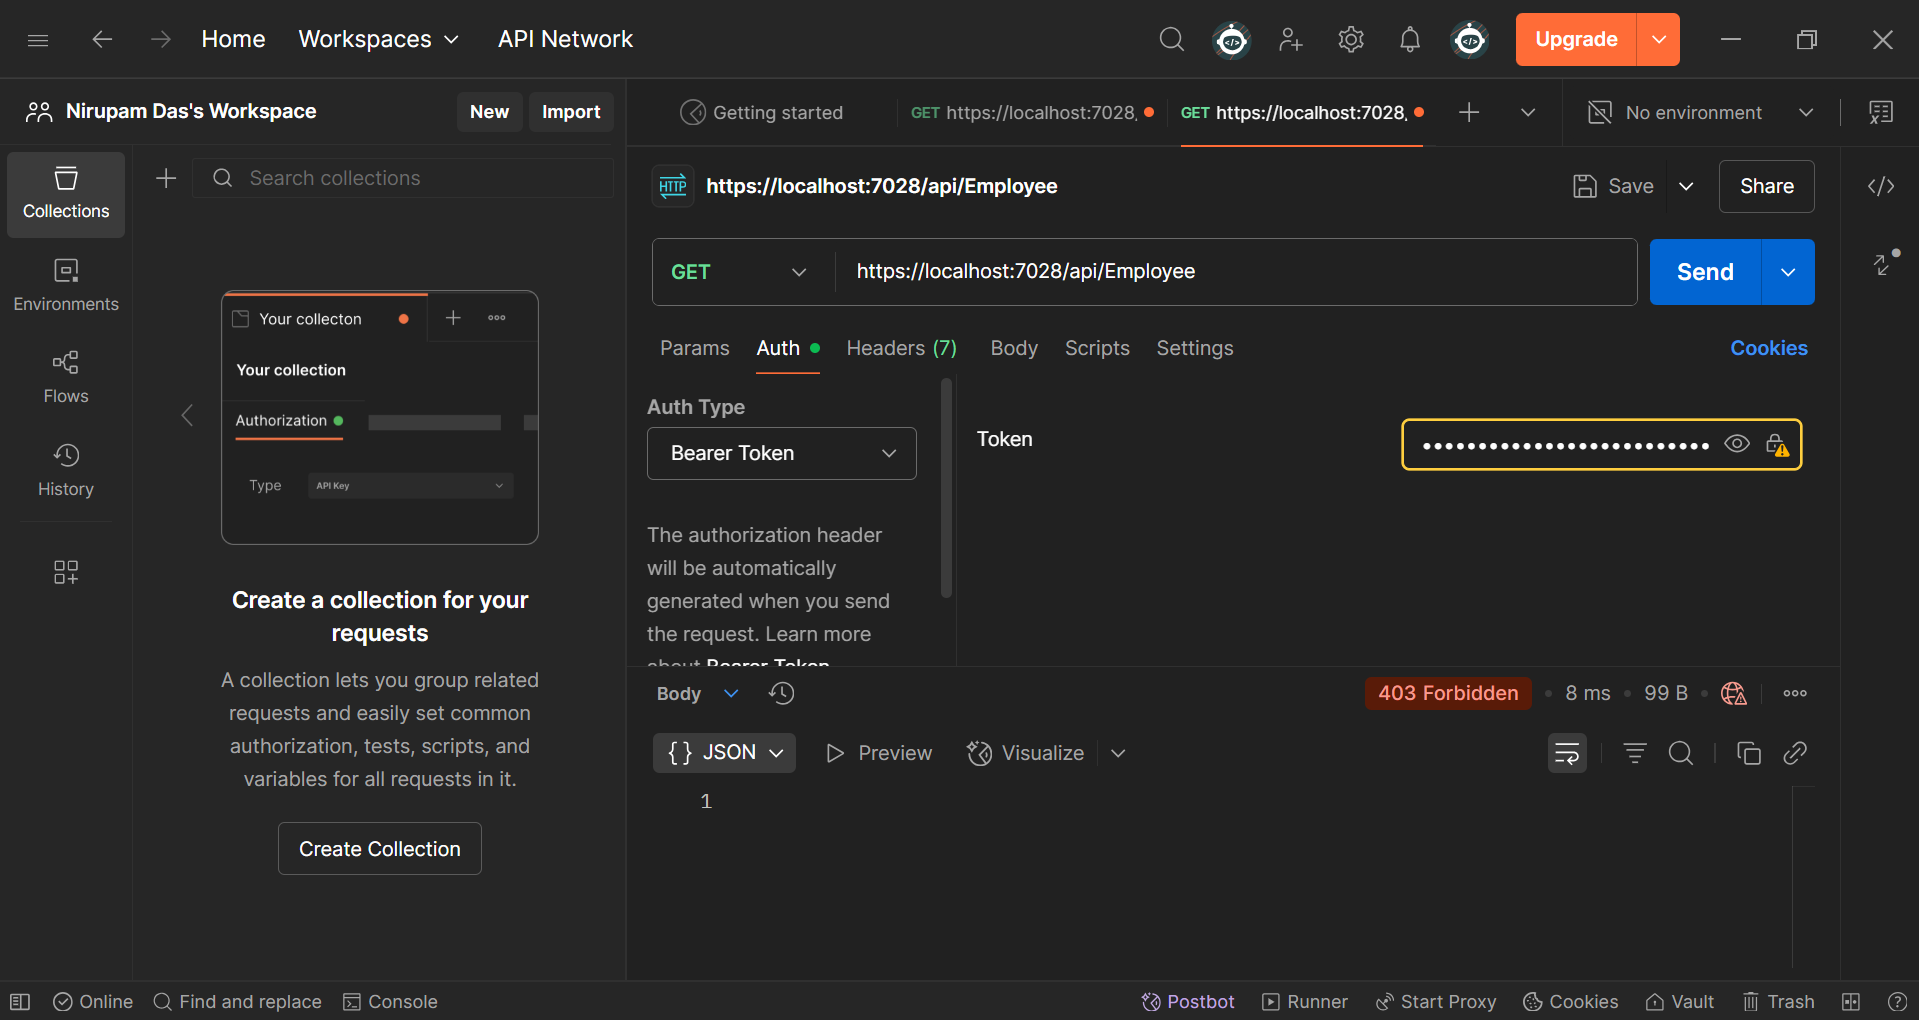 Home
Workspaces
API Network
Upgrade
Nirupam Das's Workspace
New
Import
Getting started
GET https://localhost:7028,
GET https://localhost:7028,
No environment
Collections
Environments
Flows
History
Search collections
Your collecton
Your collection
Authorization
Type
API Key
Create a collection for your
requests
A collection lets you group related
requests and easily set common
authorization, tests, scripts, and
variables for all requests in it.
Create Collection
HTTP
https://localhost:7028/api/Employee
Save
Share
GET
https://localhost:7028/api/Employee
Send
Params
Auth
Headers (7)
Body
Scripts
Settings
Cookies
Auth Type
Bearer Token
The authorization header
will be automatically
generated when you send
the request. Learn more
about Bearer Token
Token
Body
403 Forbidden
8 ms
99 B
{} JSON
Preview
Visualize
1
Online
Find and replace
Console
Postbot
Runner
Start Proxy
Cookies
Vault
Trash